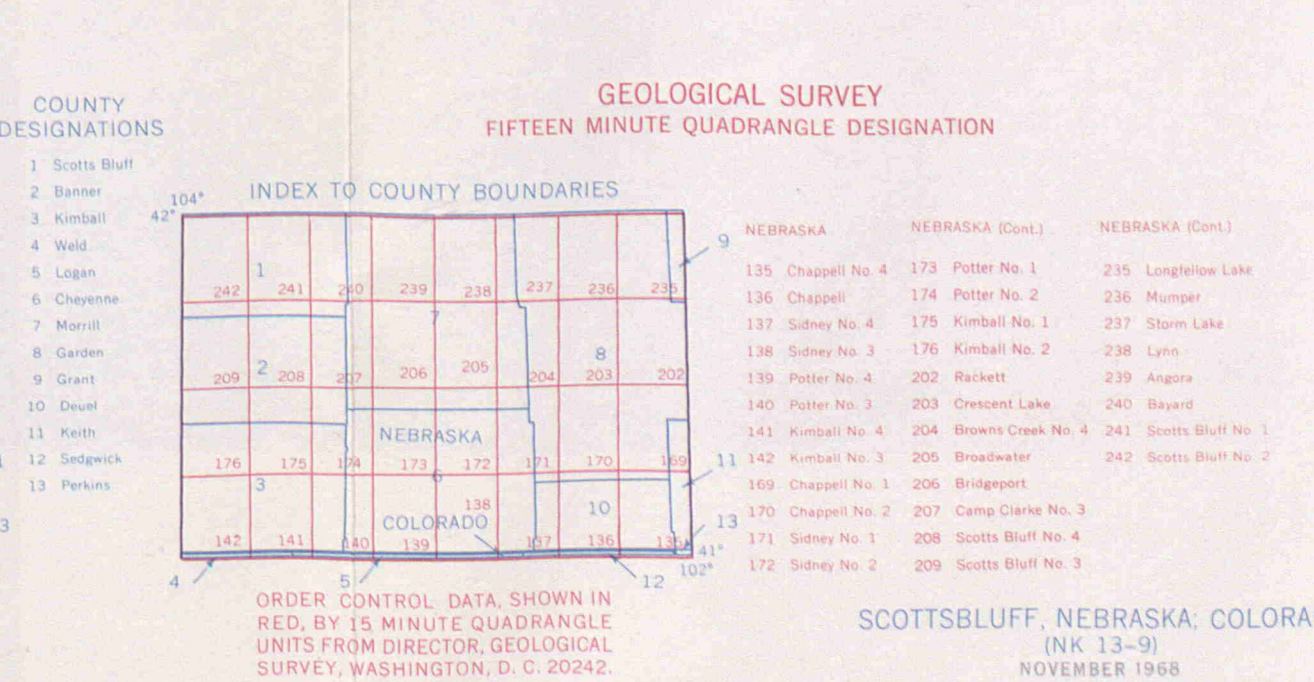 COUNTY
DESIGNATIONS
1 Scotts Bluff
2 Banner
3 Kimball
4 Weld
5 Logan
6 Cheyenne
7 Morrill
8 Garden
9 Grant
10 Deuel
11 Keith
12 Sedgwick
13 Perkins
3
GEOLOGICAL SURVEY
FIFTEEN MINUTE QUADRANGLE DESIGNATION
INDEX TO COUNTY BOUNDARIES
104°
42°
9
1
242 241 240 239 238 237 236 235
7
2 8
209 208 207 206 205 204 203 202
NEBRASKA
176 175 174 173 172 171 170 169 11
3 6
138 10
COLORADO 13
142 141 140 139 137 136 135
41°
102°
4 5 12
ORDER CONTROL DATA, SHOWN IN
RED, BY 15 MINUTE QUADRANGLE
UNITS FROM DIRECTOR, GEOLOGICAL
SURVEY, WASHINGTON, D. C. 20242.
NEBRASKA
135 Chappell No. 4
136 Chappell
137 Sidney No. 4
138 Sidney No. 3
139 Potter No. 4
140 Potter No. 3
141 Kimball No. 4
142 Kimball No. 3
169 Chappell No. 1
170 Chappell No. 2
171 Sidney No. 1
172 Sidney No. 2
NEBRASKA (Cont.)
173 Potter No. 1
174 Potter No. 2
175 Kimball No. 1
176 Kimball No. 2
202 Rackett
203 Crescent Lake
204 Browns Creek No. 4
205 Broadwater
206 Bridgeport
207 Camp Clarke No. 3
208 Scotts Bluff No. 4
209 Scotts Bluff No. 3
NEBRASKA (Cont.)
235 Longfellow Lake
236 Mumper
237 Storm Lake
238 Lynn
239 Angora
240 Bayard
241 Scotts Bluff No. 1
242 Scotts Bluff No. 2
SCOTTSBLUFF, NEBRASKA; COLORA
(NK 13-9)
NOVEMBER 1968